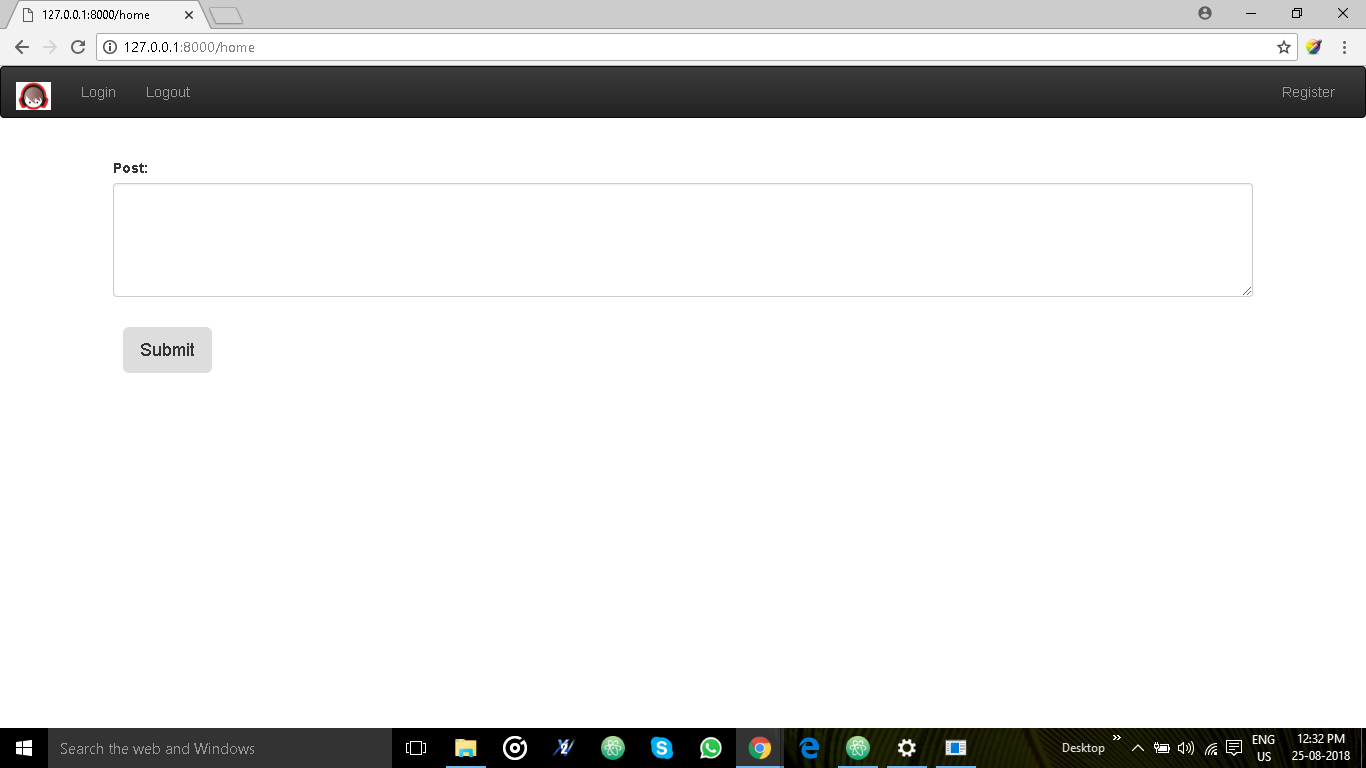 127.0.0.1:8000/home
127.0.0.1:8000/home
Login Logout Register
Post:
Submit
Search the web and Windows
Desktop
ENG
US
12:32 PM
25-08-2018